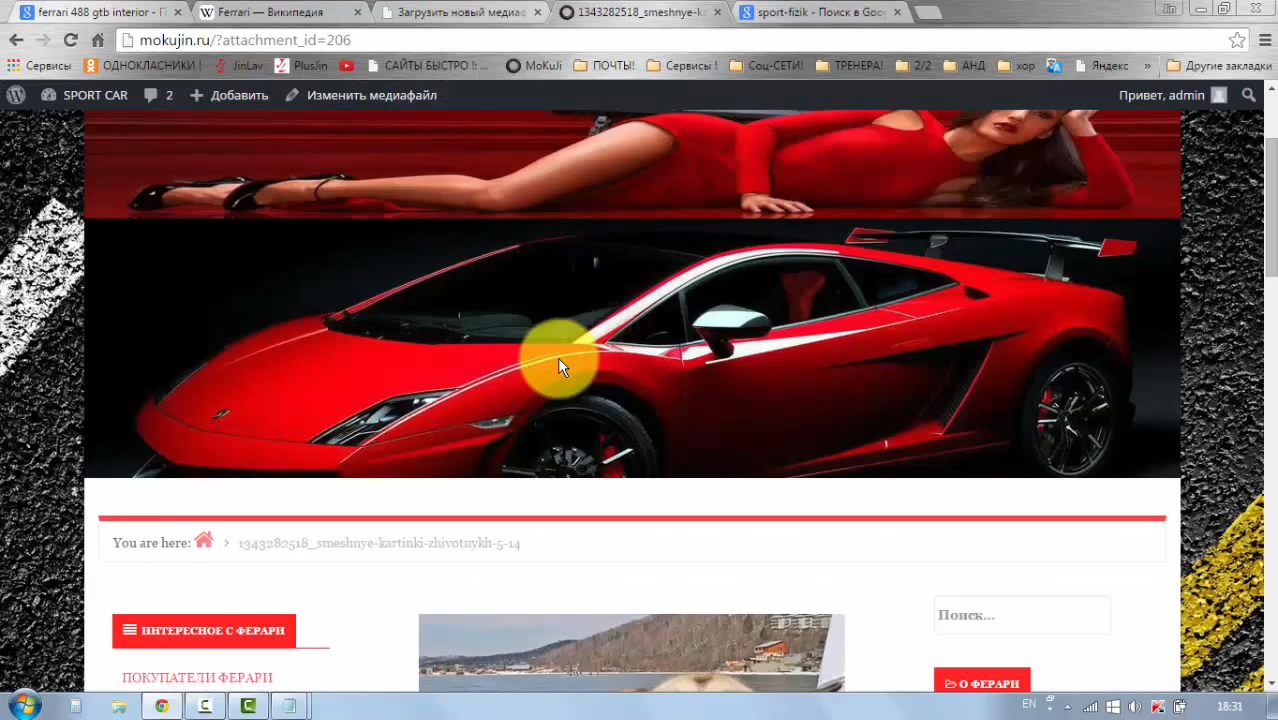 ferrari 488 gtb interior - П
Ferrari — Википедия
Загрузить новый медиаф
1343282518_smeshnye-k
sport-fizik - Поиск в Goo
mokujin.ru/?attachment_id=206
Сервисы
ОДНОКЛАСНИКИ !
JinLav
PlusJin
САЙТЫ БЫСТРО !: ...
MoKuJi
ПОЧТЫ!
Сервисы !
Соц-СЕТИ!
ТРЕНЕРА!
2/2
АНД
хор
Яндекс
»
Другие закладки
SPORT CAR
2
Добавить
Изменить медиафайл
Привет, admin
You are here: › 1343282518_smeshnye-kartinki-zhivotnykh-5-14
Поиск...
ИНТЕРЕСНОЕ С ФЕРАРИ
ПОКУПАТЕЛИ ФЕРАРИ
О ФЕРАРИ
EN
18:31